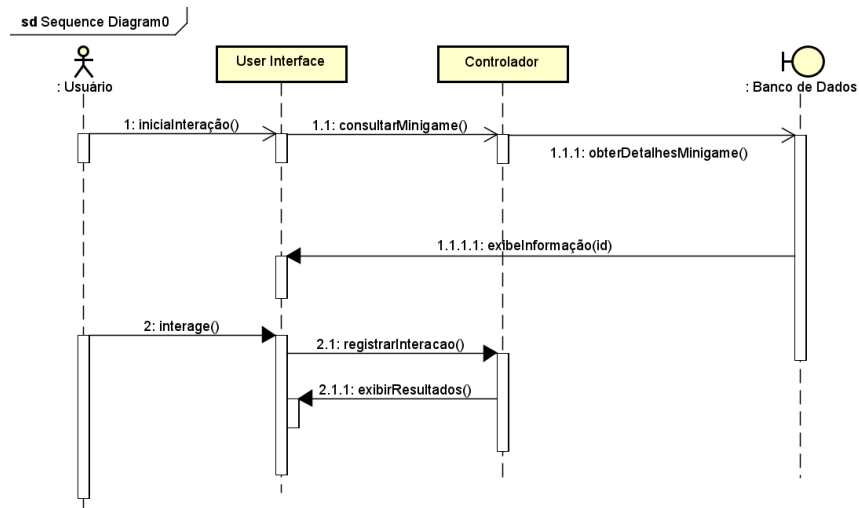 sd Sequence Diagram0
: Usuário
User Interface
Controlador
: Banco de Dados
1: iniciaInteração()
1.1: consultarMinigame()
1.1.1: obterDetalhesMinigame()
1.1.1.1: exibeInformação(id)
2: interage()
2.1: registrarInteracao()
2.1.1: exibirResultados()